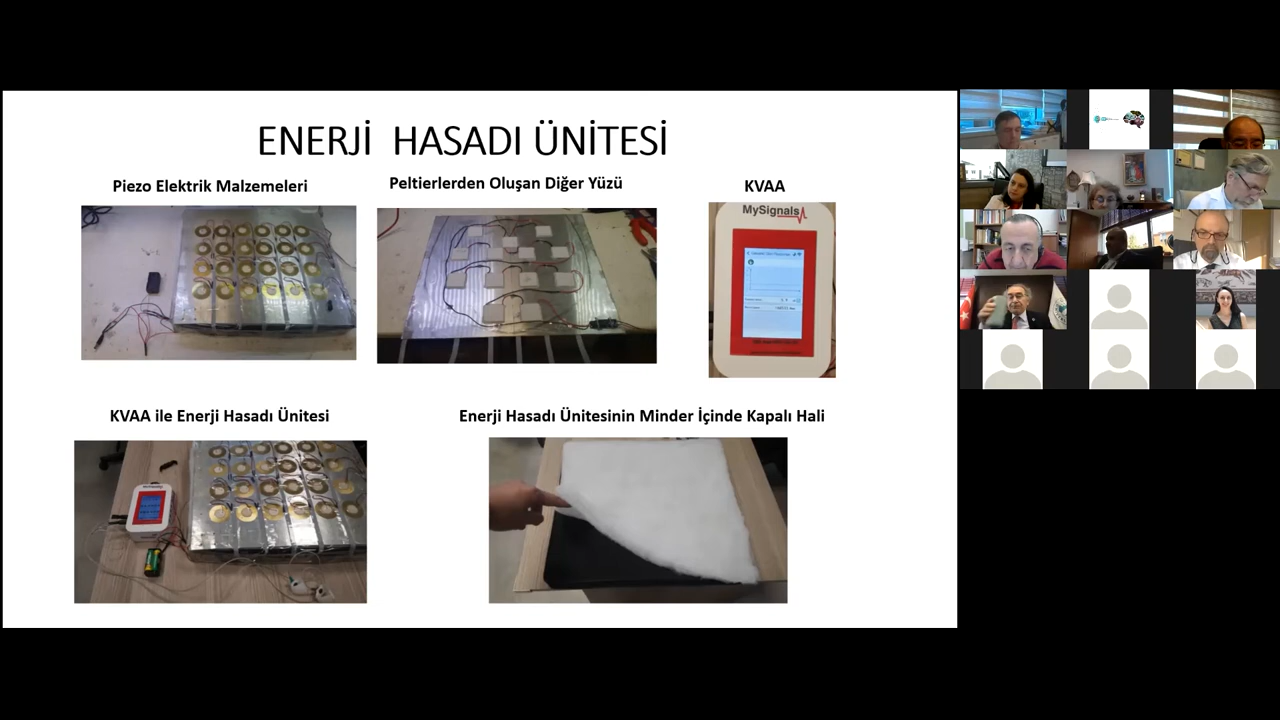 ENERJİ HASADI ÜNİTESİ
Piezo Elektrik Malzemeleri
Peltierlerden Oluşan Diğer Yüzü
KVAA
MySignals
KVAA ile Enerji Hasadı Ünitesi
Enerji Hasadı Ünitesinin Minder İçinde Kapalı Hali
MySignals